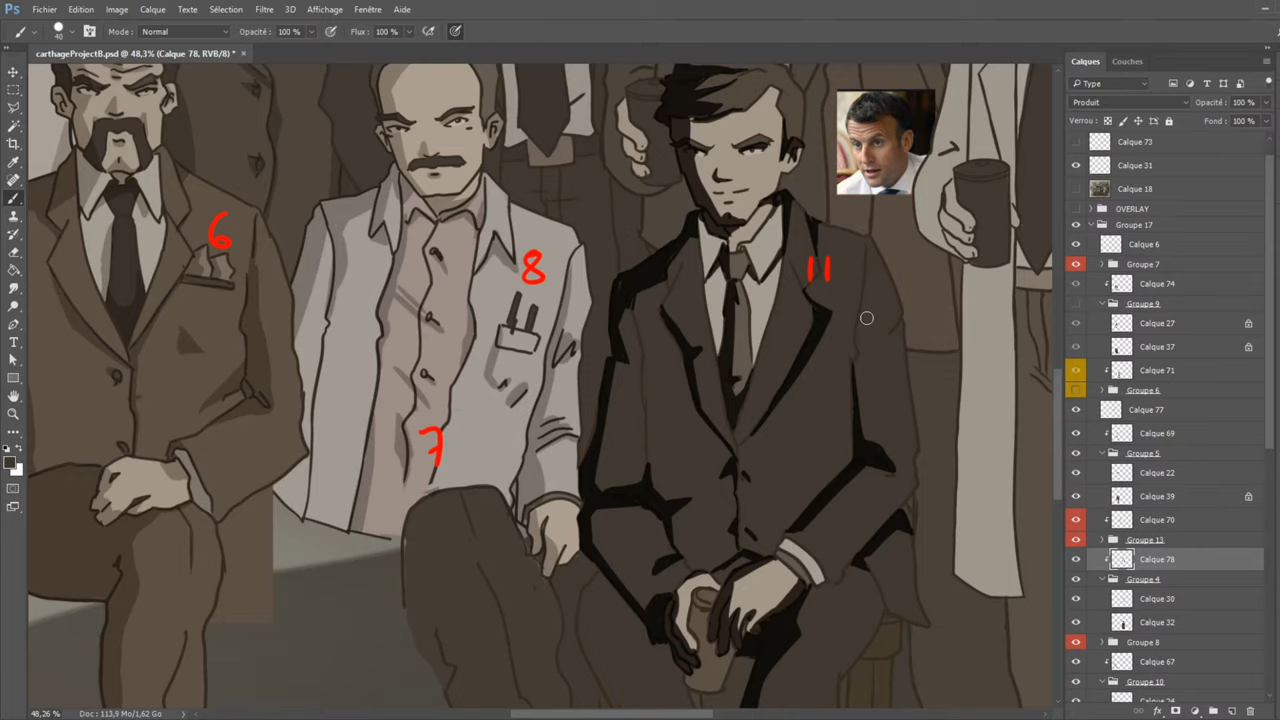 Ps Fichier Edition Image Calque Texte Sélection Filtre 3D Affichage Fenêtre Aide
40 Mode : Normal Opacité : 100 % Flux : 100 %
carthageProjectB.psd @ 48,3% (Calque 78, RVB/8) * ×
Calques Couches
Type
Produit Opacité : 100 %
Verrou : Fond : 100 %
Calque 73
Calque 31
Calque 18
OVERLAY
Groupe 17
Calque 6
Groupe 7
Calque 74
Groupe 9
Calque 27
Calque 37
Calque 71
Groupe 6
Calque 77
Calque 69
Groupe 5
Calque 22
Calque 39
Calque 70
Groupe 13
Calque 78
Groupe 4
Calque 30
Calque 32
Groupe 8
Calque 67
Groupe 10
6
8
11
7
48,26 % Doc : 113,9 Mo/1,62 Go